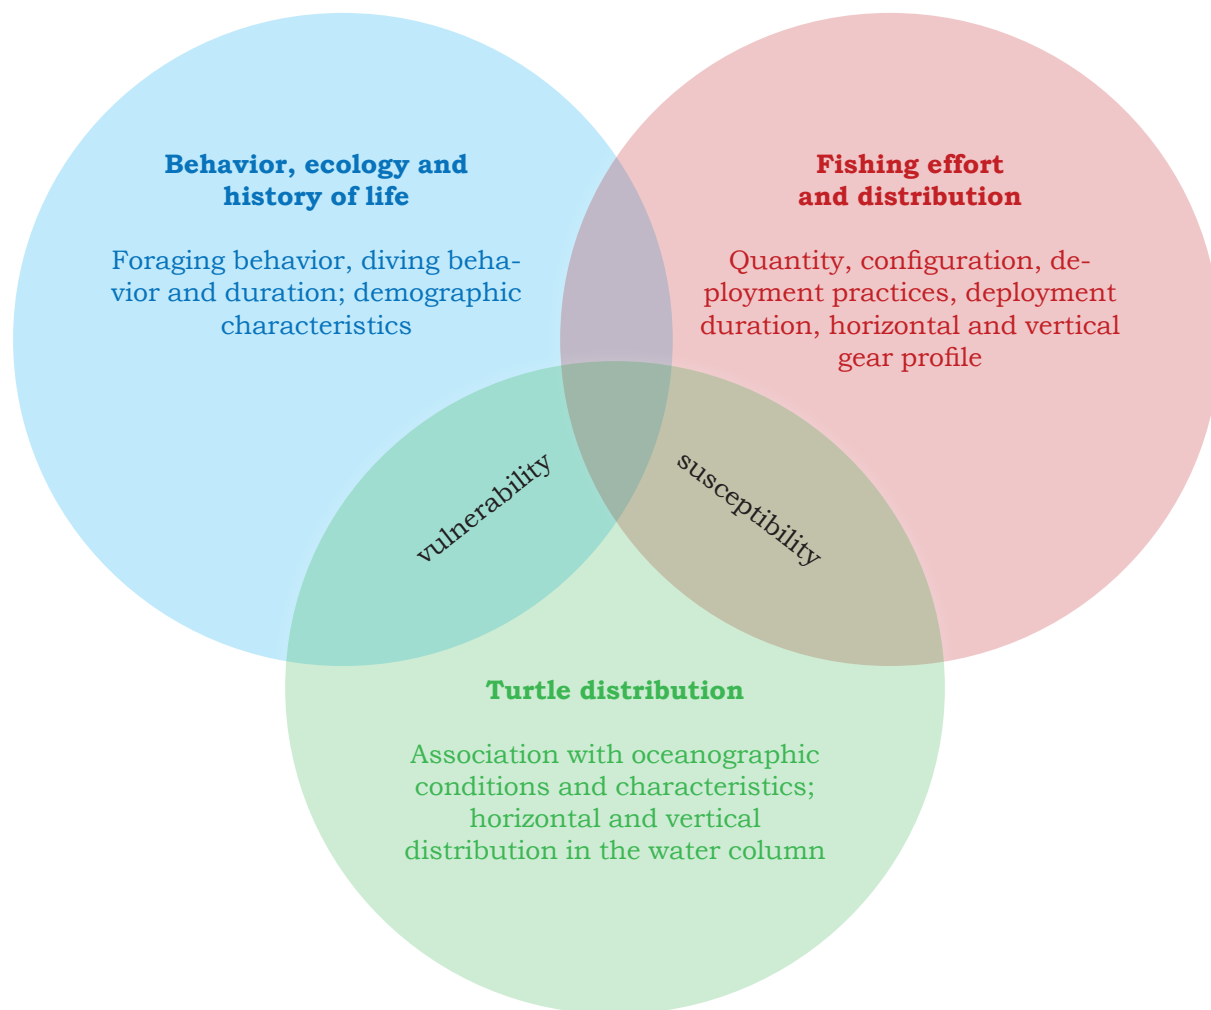 Behavior, ecology and
history of life
Foraging behavior, diving beha-
vior and duration; demographic
characteristics
Fishing effort
and distribution
Quantity, configuration, de-
ployment practices, deployment
duration, horizontal and vertical
gear profile
vulnerability
susceptibility
Turtle distribution
Association with oceanographic
conditions and characteristics;
horizontal and vertical
distribution in the water column